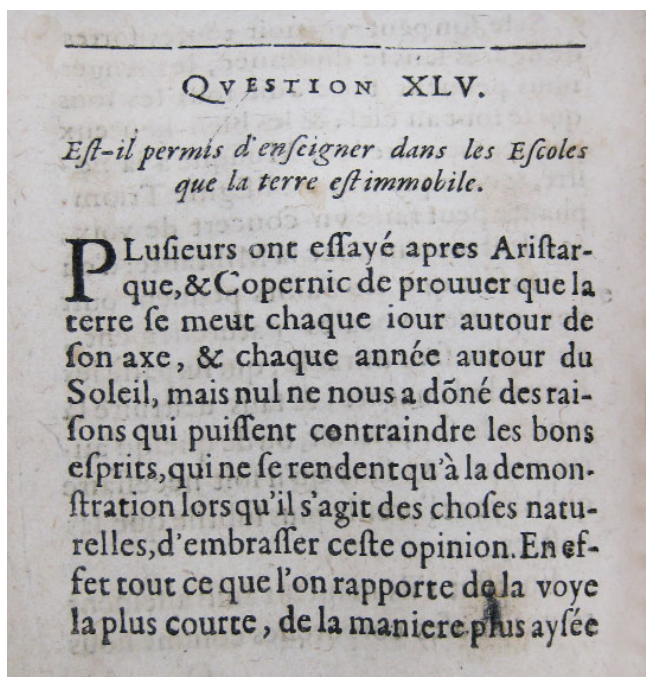 QVESTION XLV.
Eſt-il permis d'enſeigner dans les Eſcoles
que la terre eſt immobile.
PLuſieurs ont eſſayé apres Ariſtar-
que,&Copernic de prouuer que la
terre ſe meut chaque iour autour de
ſon axe, & chaque année autour du
Soleil, mais nul ne nous a dõné des rai-
ſons qui puiſſent contraindre les bons
eſprits,qui ne ſe rendent qu'à la demon-
ſtration lorsqu'il s'agit des choſes natu-
relles,d'embraſſer ceſte opinion. En ef-
fet tout ce que l'on rapporte de la voye
la plus courte, de la maniere plus ayſée